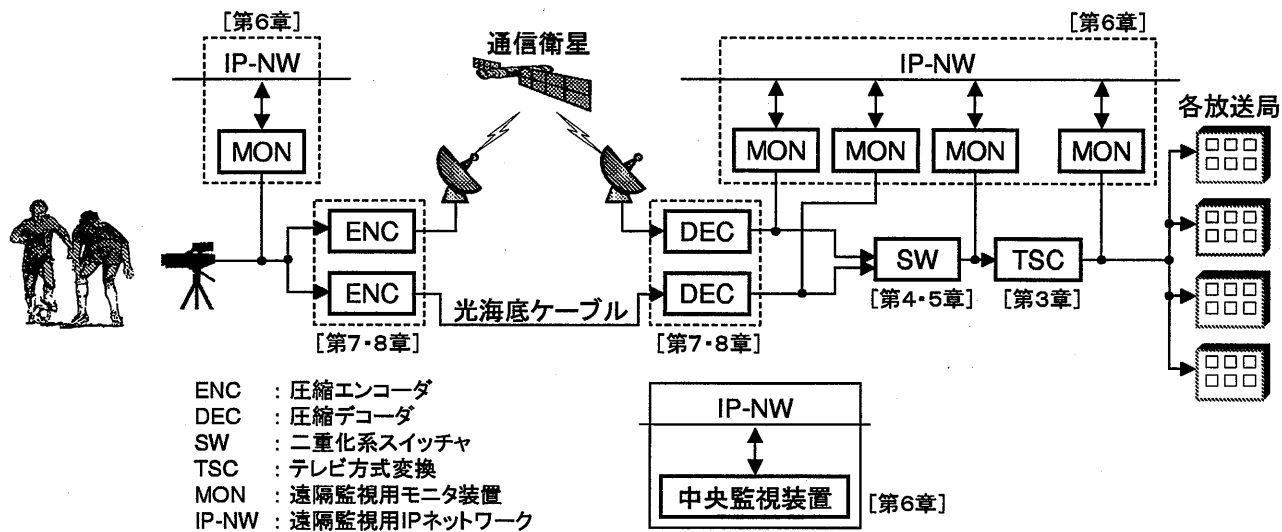 [第6章]
IP-NW
MON
通信衛星
[第6章]
IP-NW
MON
MON
MON
MON
各放送局
ENC
ENC
[第7・8章]
光海底ケーブル
DEC
DEC
[第7・8章]
SW
[第4・5章]
TSC
[第3章]
ENC : 圧縮エンコーダ
DEC : 圧縮デコーダ
SW : 二重化系スイッチャ
TSC : テレビ方式変換
MON : 遠隔監視用モニタ装置
IP-NW : 遠隔監視用IPネットワーク
IP-NW
中央監視装置
[第6章]